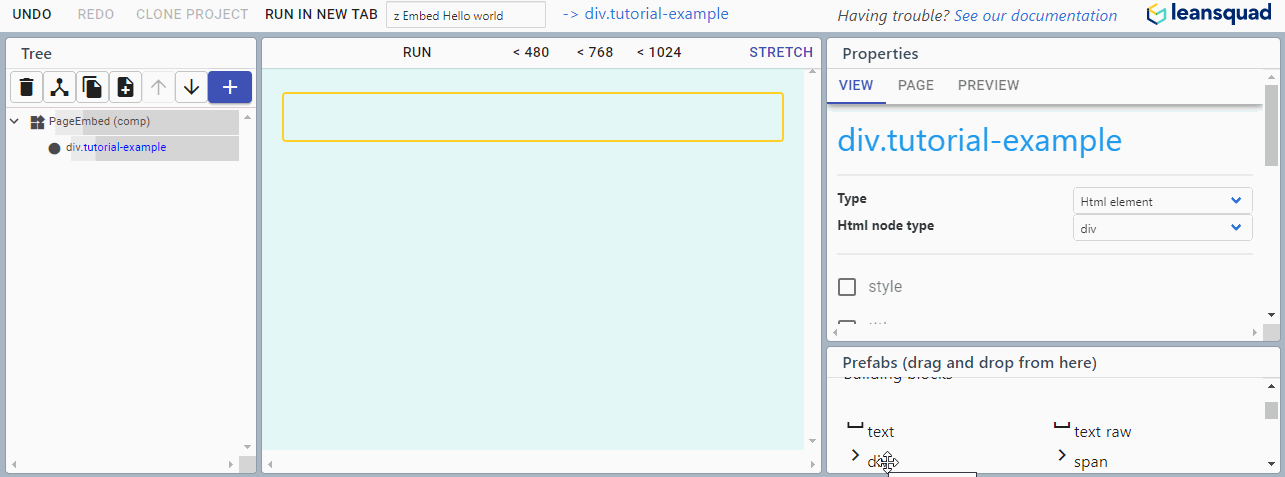 UNDO REDO CLONE PROJECT RUN IN NEW TAB z Embed Hello world -> div.tutorial-example Having trouble? See our documentation leansquad
Tree
RUN < 480 < 768 < 1024 STRETCH
Properties
VIEW PAGE PREVIEW
PageEmbed (comp)
div.tutorial-example
div.tutorial-example
Type Html element
Html node type div
style
Prefabs (drag and drop from here)
building blocks
text text raw
span